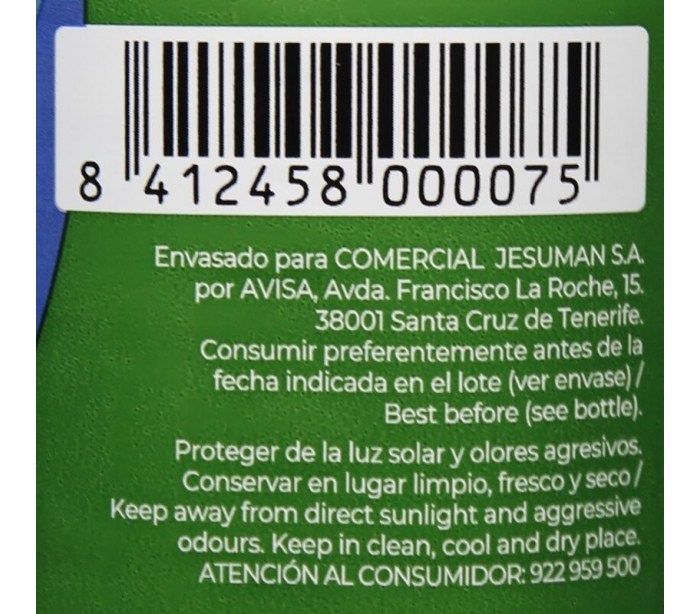 8 412458 000075
Envasado para COMERCIAL JESUMAN S.A.
por AVISA, Avda. Francisco La Roche, 15.
38001 Santa Cruz de Tenerife.
Consumir preferentemente antes de la
fecha indicada en el lote (ver envase) /
Best before (see bottle).
Proteger de la luz solar y olores agresivos.
Conservar en lugar limpio, fresco y seco /
Keep away from direct sunlight and aggressive
odours. Keep in clean, cool and dry place.
ATENCIÓN AL CONSUMIDOR: 922 959 500